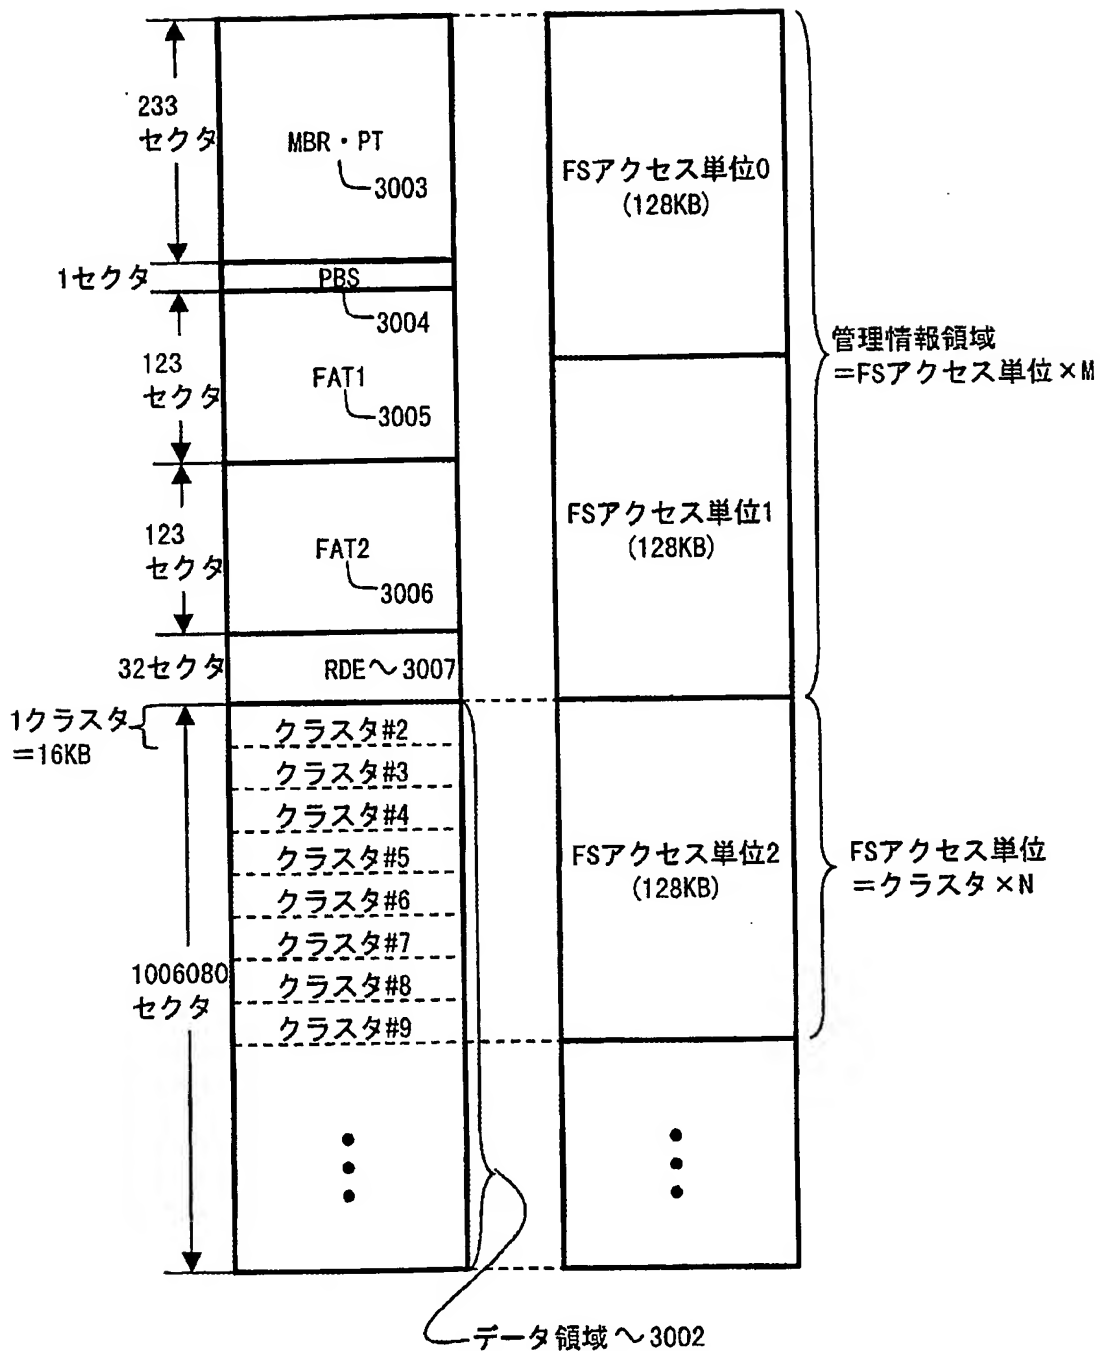 233
セクタ
MBR・PT
3003
1セクタ
PBS
3004
123
セクタ
FAT1
3005
123
セクタ
FAT2
3006
32セクタ
RDE～3007
1クラスタ
＝16KB
クラスタ#2
クラスタ#3
クラスタ#4
クラスタ#5
クラスタ#6
クラスタ#7
クラスタ#8
クラスタ#9
1006080
セクタ
データ領域～3002
FSアクセス単位0
(128KB)
FSアクセス単位1
(128KB)
FSアクセス単位2
(128KB)
管理情報領域
＝FSアクセス単位×M
FSアクセス単位
＝クラスタ×N